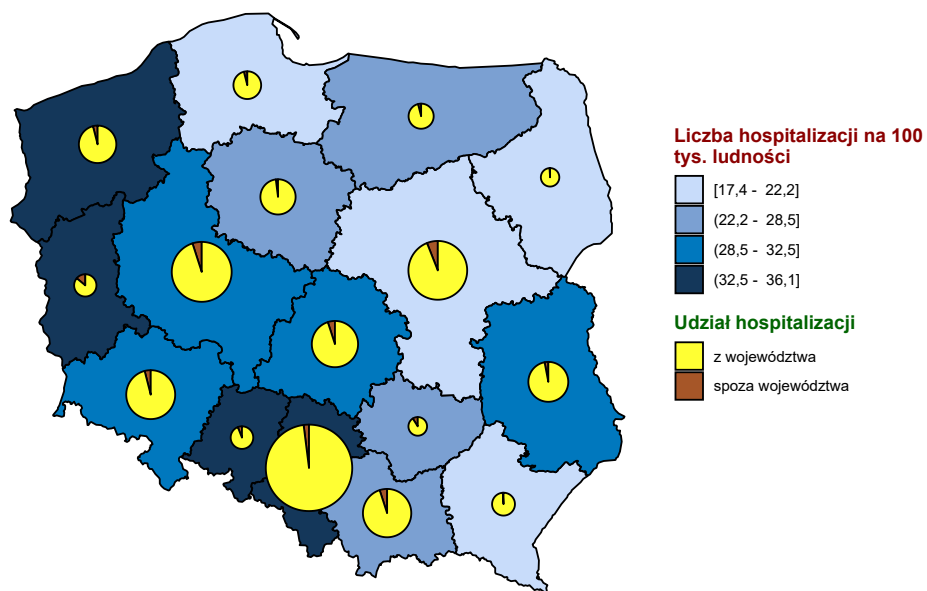 Liczba hospitalizacji na 100
tys. ludności
[17,4 - 22,2]
(22,2 - 28,5]
(28,5 - 32,5]
(32,5 - 36,1]
Udział hospitalizacji
z województwa
spoza województwa